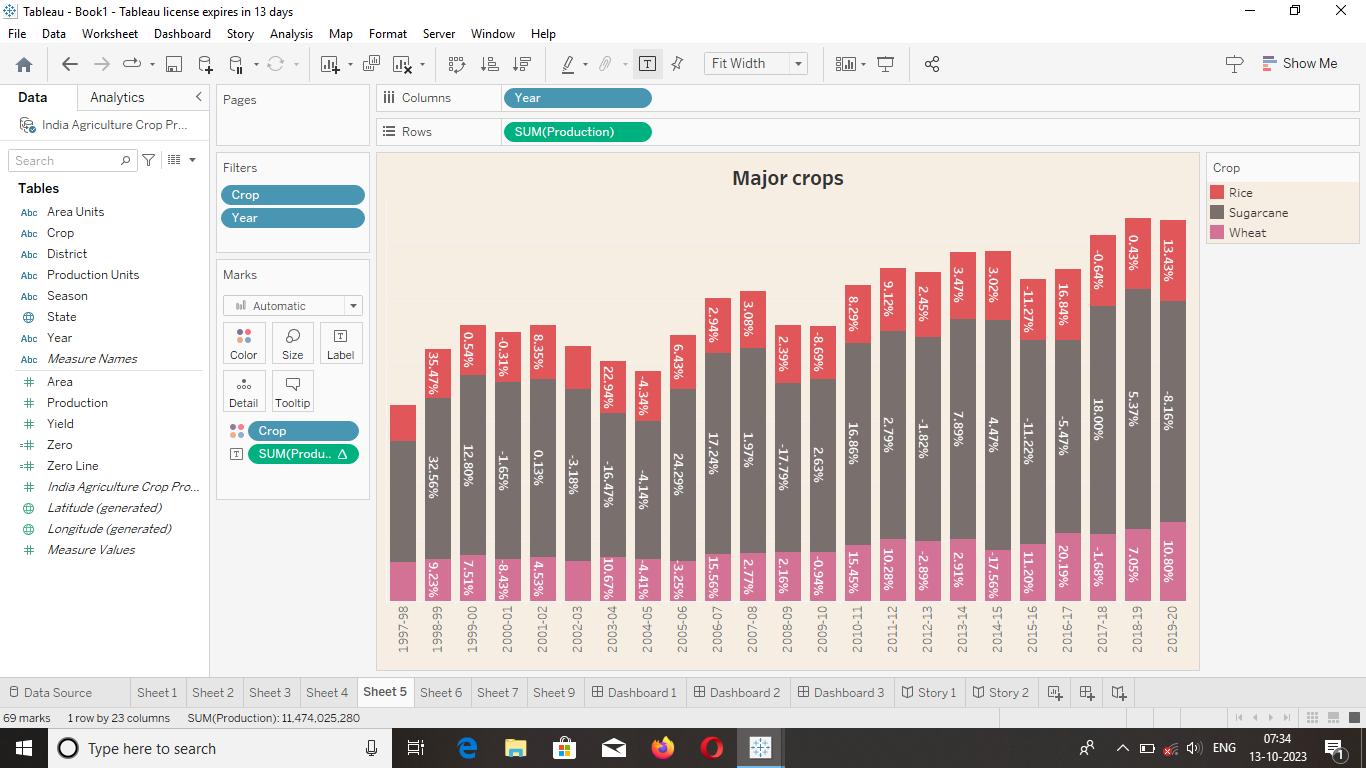 Tableau - Book1 - Tableau license expires in 13 days
File Data Worksheet Dashboard Story Analysis Map Format Server Window Help
Fit Width
Show Me
Data Analytics
India Agriculture Crop Pr...
Search
Tables
Abc Area Units
Abc Crop
Abc District
Abc Production Units
Abc Season
State
Abc Year
Abc Measure Names
Area
Production
Yield
Zero
Zero Line
India Agriculture Crop Pro...
Latitude (generated)
Longitude (generated)
Measure Values
Pages
Filters
Crop
Year
Marks
Automatic
Color Size Label
Detail Tooltip
Crop
SUM(Produ.. Δ
Columns Year
Rows SUM(Production)
Major crops
35.47% 0.54% -0.31% 8.35% 22.94% -4.34% 6.43% 2.94% 3.08% 2.39% -8.69% 8.29% 9.12% 2.45% 3.47% 3.02% -11.27% 16.84% -0.64% 0.43% 13.43%
32.56% 12.80% -1.65% 0.13% -3.18% -16.47% -4.14% 24.29% 17.24% 1.97% -17.79% 2.63% 16.86% 2.79% -1.82% 7.89% 4.47% -11.22% -5.47% 18.00% 5.37% -8.16%
9.23% 7.51% -8.43% 4.53% 10.67% -4.41% -3.25% 15.56% 2.77% 2.16% -0.94% 15.45% 10.28% -2.89% 2.91% -17.56% 11.20% 20.19% -1.68% 7.05% 10.80%
1997-98 1998-99 1999-00 2000-01 2001-02 2002-03 2003-04 2004-05 2005-06 2006-07 2007-08 2008-09 2009-10 2010-11 2011-12 2012-13 2013-14 2014-15 2015-16 2016-17 2017-18 2018-19 2019-20
Crop
Rice
Sugarcane
Wheat
Data Source Sheet 1 Sheet 2 Sheet 3 Sheet 4 Sheet 5 Sheet 6 Sheet 7 Sheet 9 Dashboard 1 Dashboard 2 Dashboard 3 Story 1 Story 2
69 marks 1 row by 23 columns SUM(Production): 11,474,025,280
Type here to search
ENG
07:34
13-10-2023
1